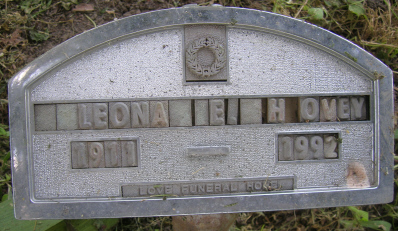 LEONA E. HOVEY
1911 1992
LOVE FUNERAL HOME